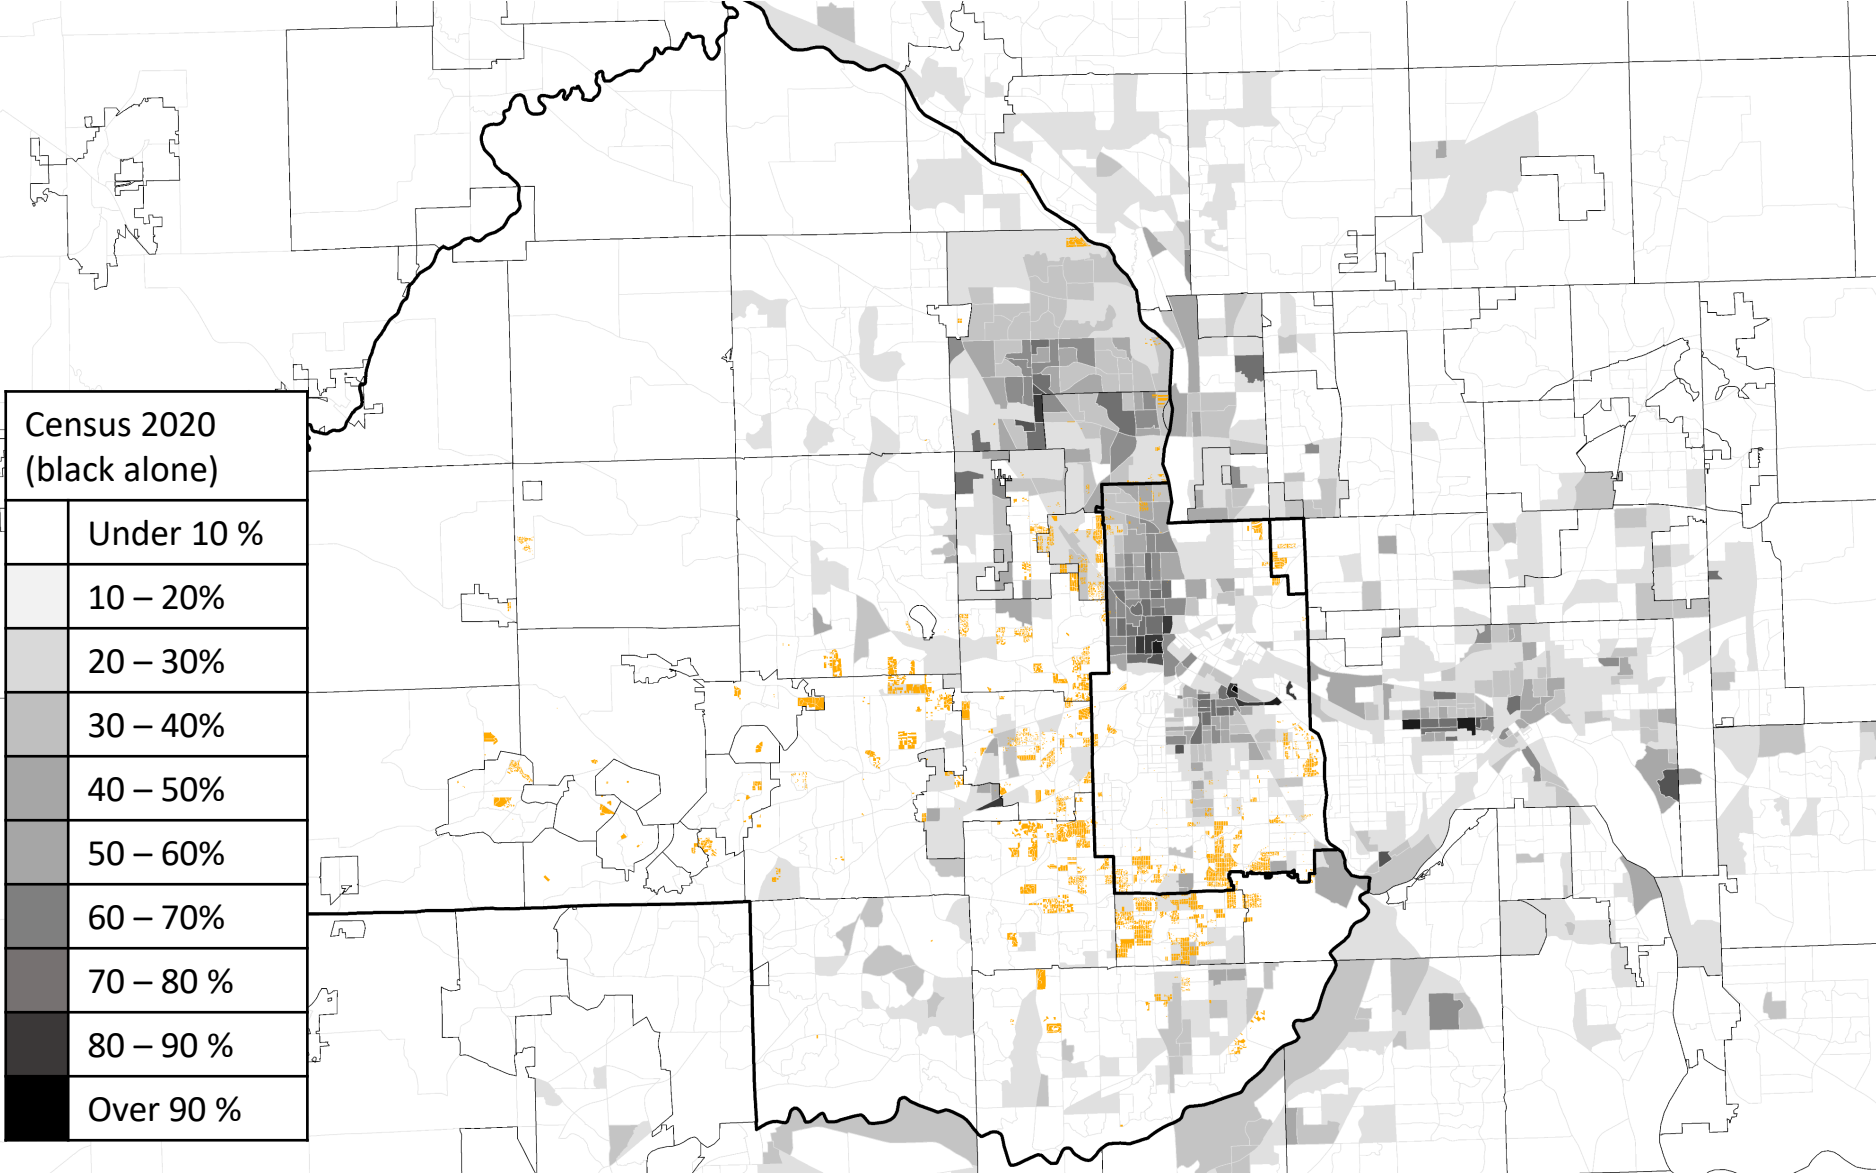 Census 2020
(black alone)
Under 10 %
10 – 20%
20 – 30%
30 – 40%
40 – 50%
50 – 60%
60 – 70%
70 – 80 %
80 – 90 %
Over 90 %